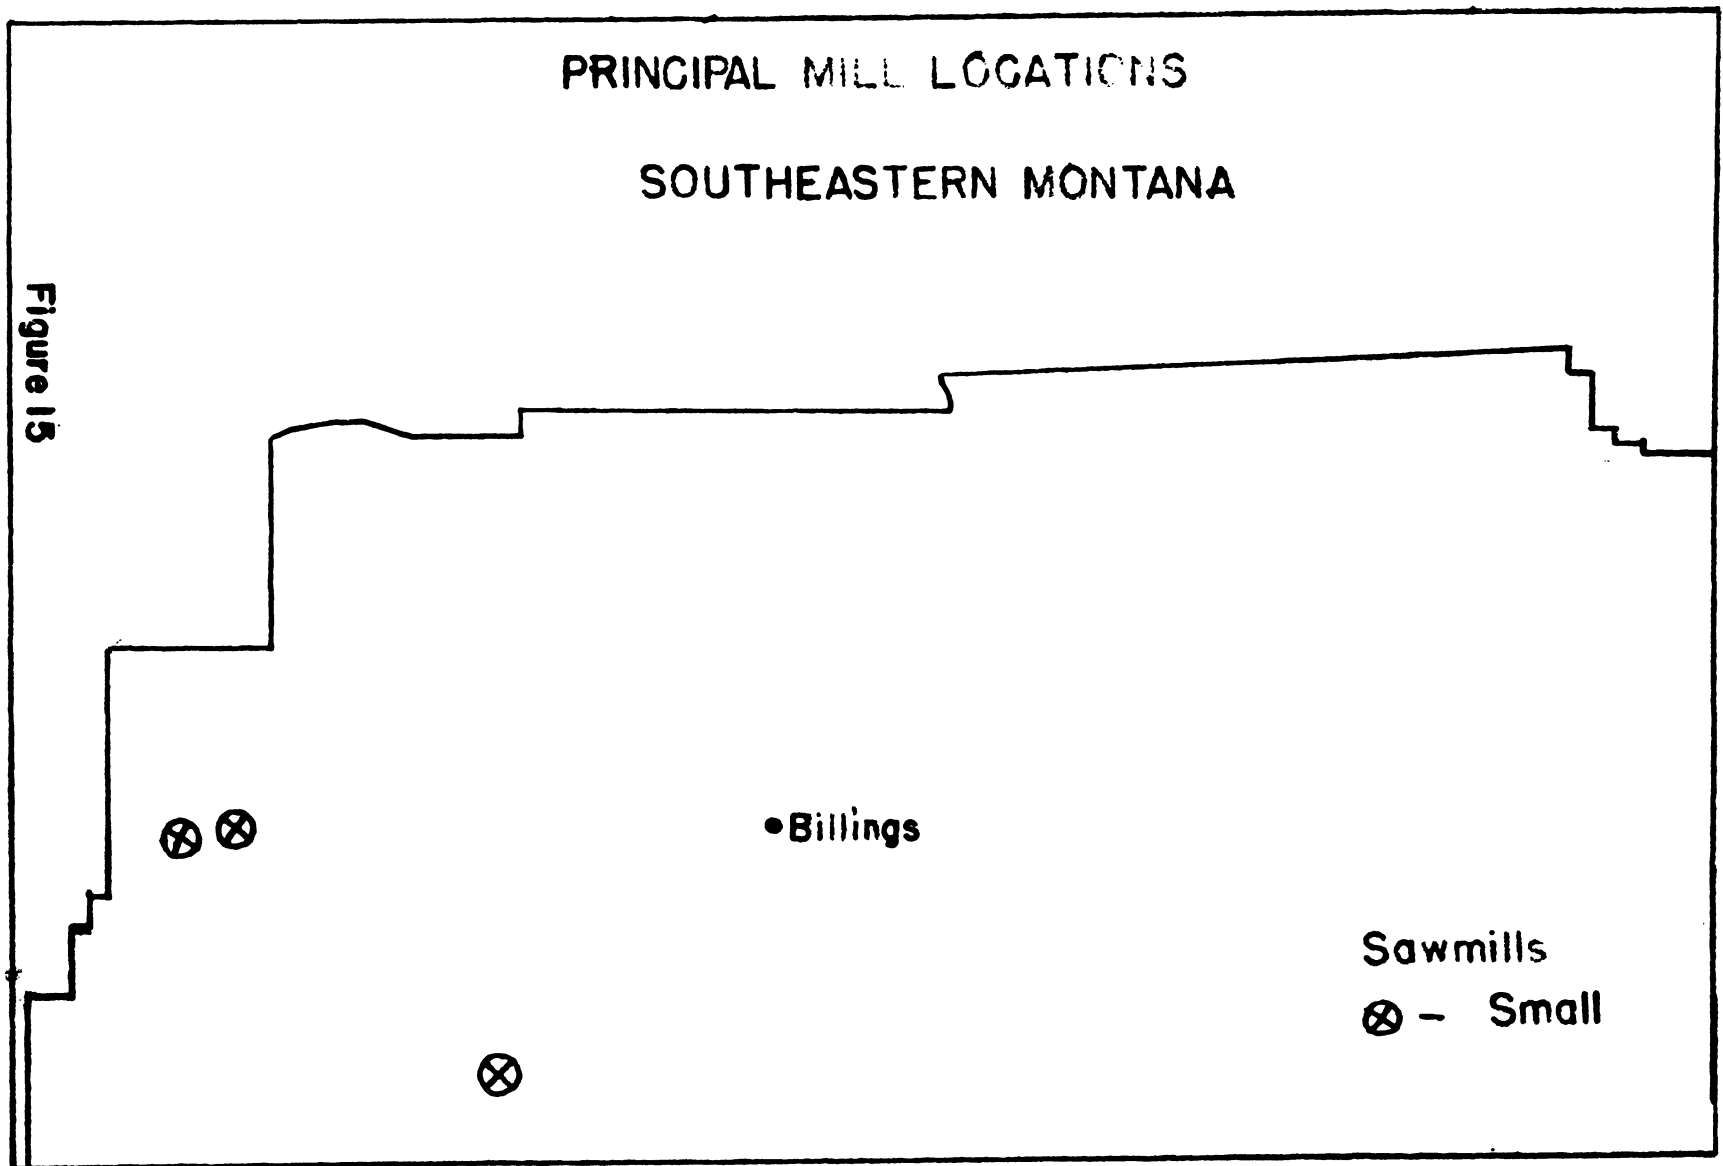 PRINCIPAL MILL LOCATIONS
SOUTHEASTERN MONTANA
Figure 15
Billings
Sawmills
– Small